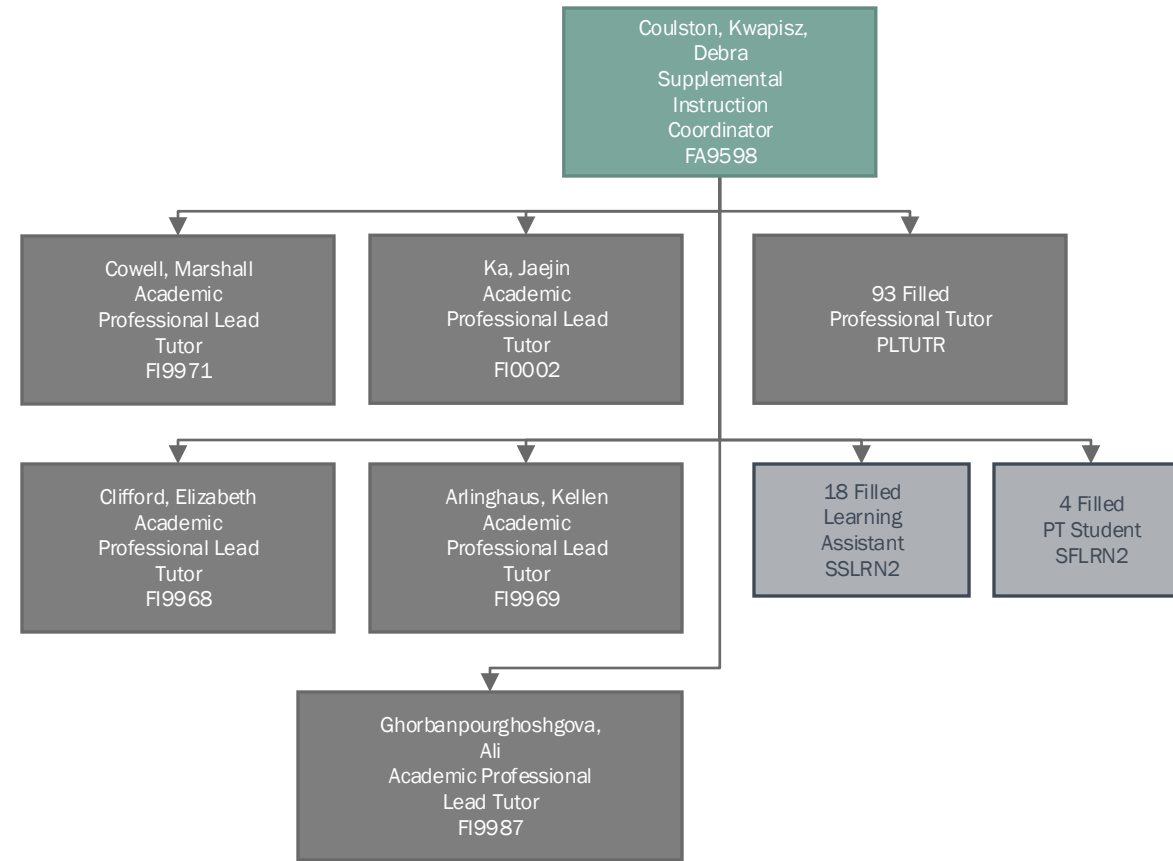 Coulston, Kwapisz,
Debra
Supplemental
Instruction
Coordinator
FA9598
Cowell, Marshall
Academic
Professional Lead
Tutor
FI9971
Ka, Jaejin
Academic
Professional Lead
Tutor
FI0002
93 Filled
Professional Tutor
PLTUTR
Clifford, Elizabeth
Academic
Professional Lead
Tutor
FI9968
Arlinghaus, Kellen
Academic
Professional Lead
Tutor
FI9969
18 Filled
Learning
Assistant
SSLRN2
4 Filled
PT Student
SFLRN2
Ghorbanpourghoshgova,
Ali
Academic Professional
Lead Tutor
FI9987